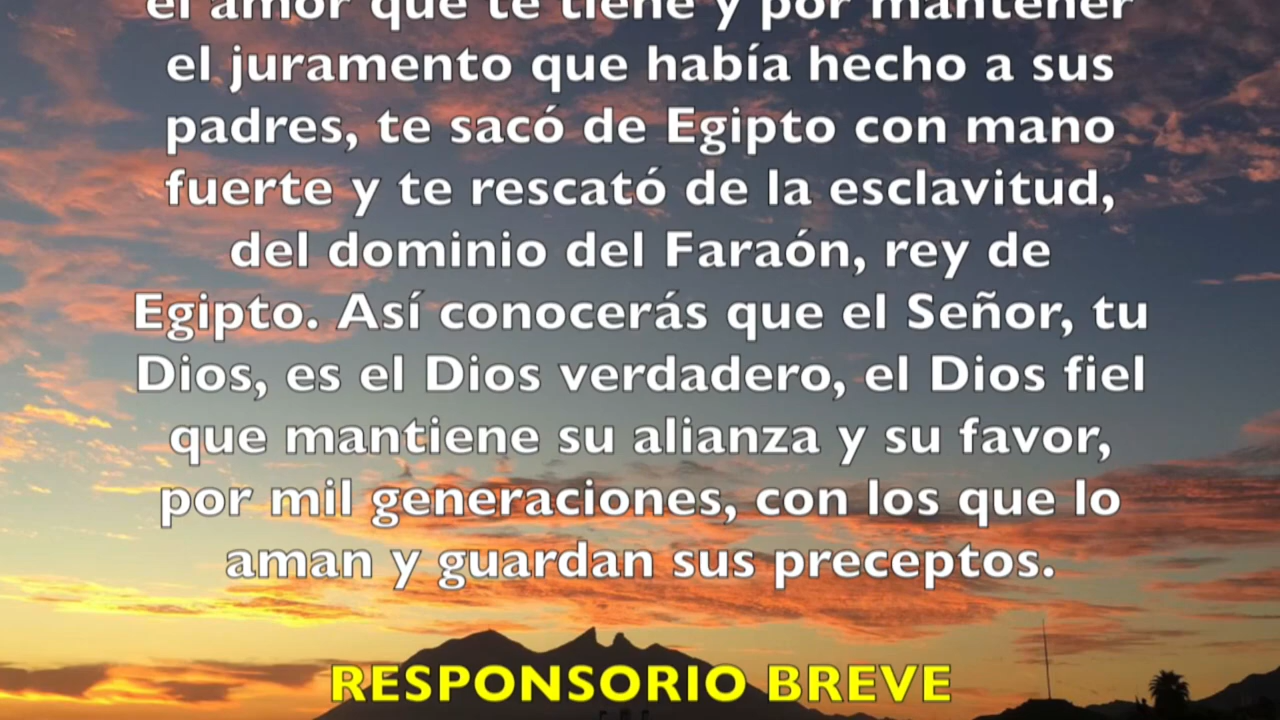 el amor que te tiene y por mantener
el juramento que había hecho a sus
padres, te sacó de Egipto con mano
fuerte y te rescató de la esclavitud,
del dominio del Faraón, rey de
Egipto. Así conocerás que el Señor, tu
Dios, es el Dios verdadero, el Dios fiel
que mantiene su alianza y su favor,
por mil generaciones, con los que lo
aman y guardan sus preceptos.
RESPONSORIO BREVE